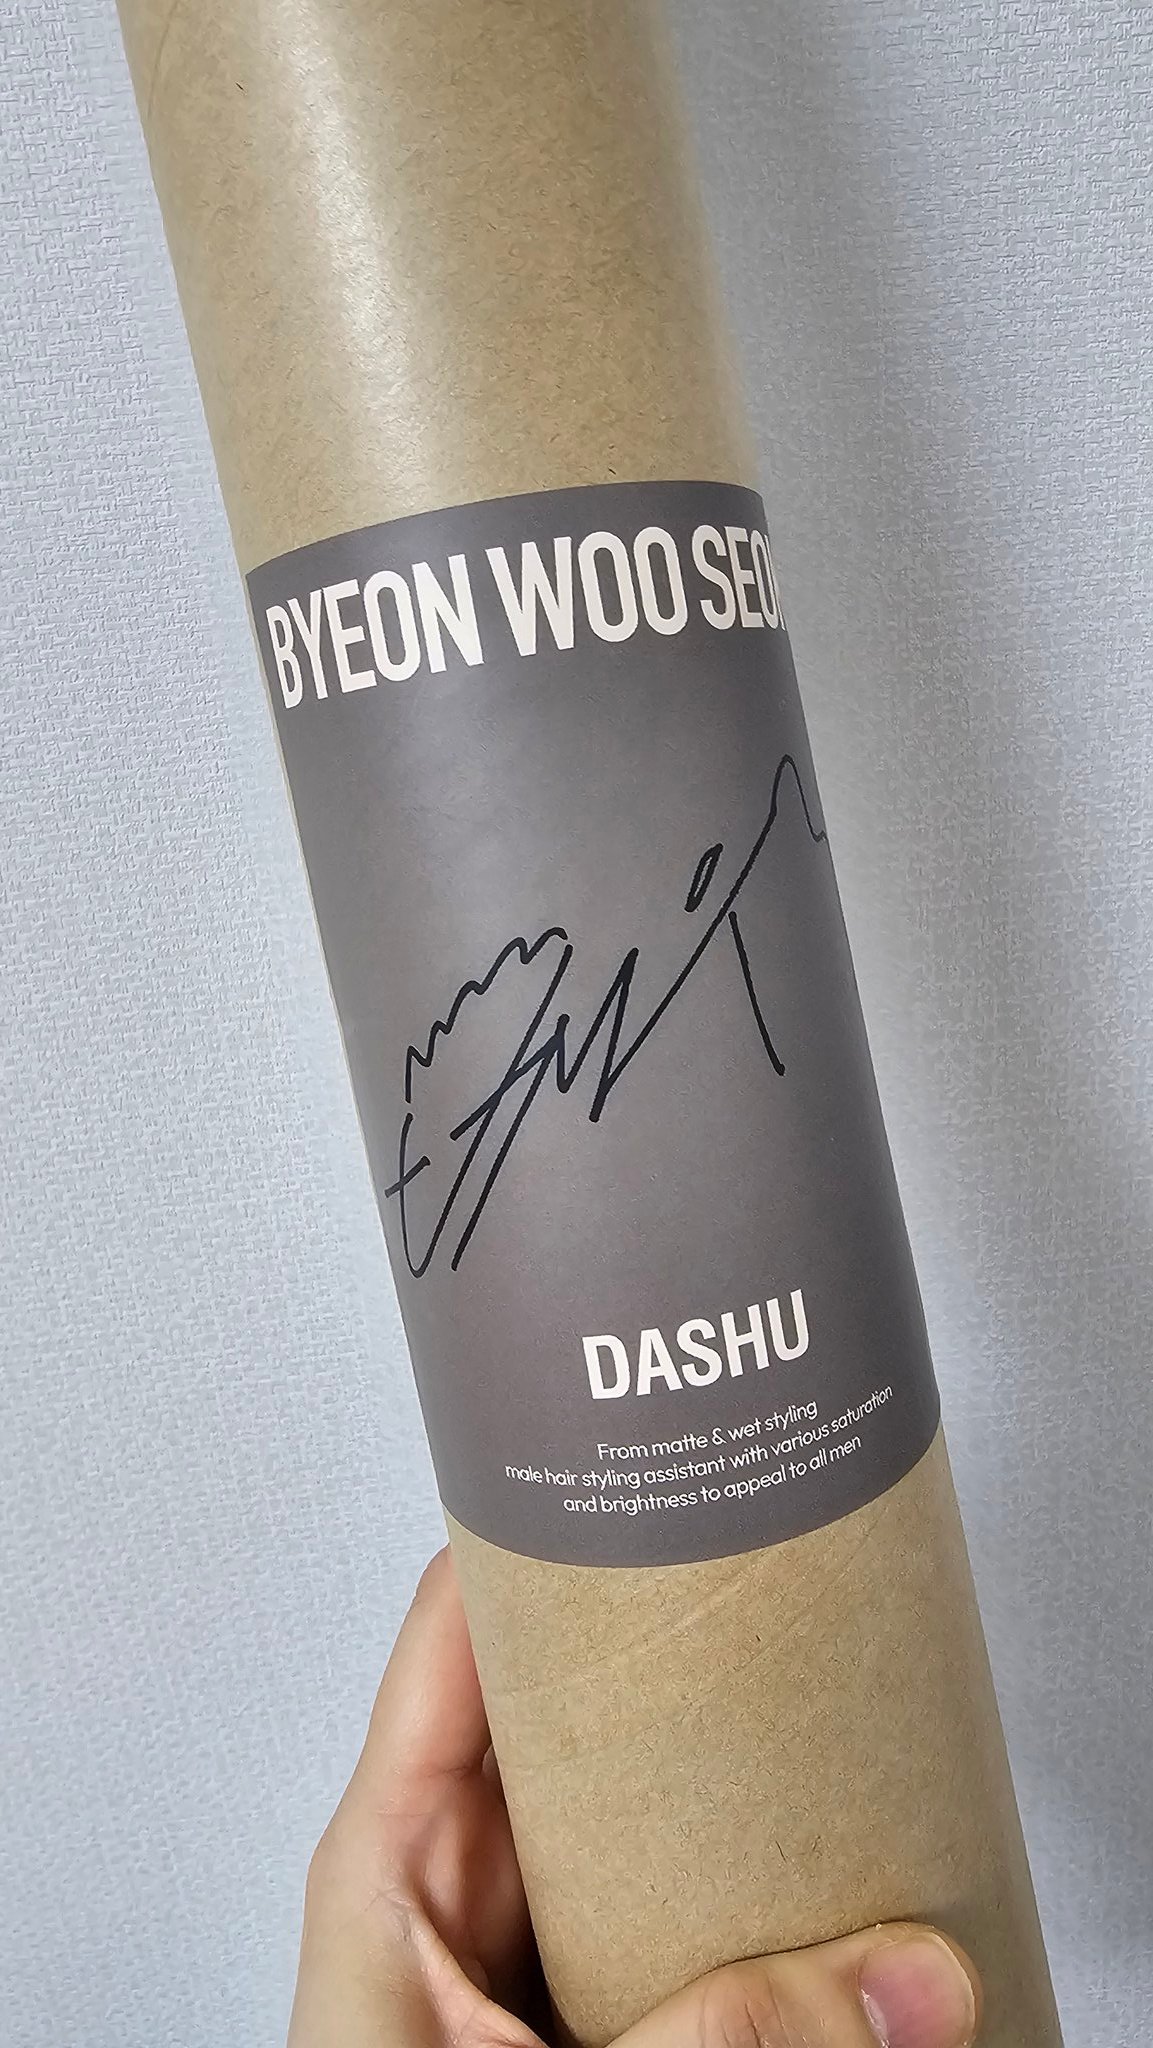 BYEON WOO SEO
DASHU
From matte & wet styling
male hair styling assistant with various saturation
and brightness to appeal to all men